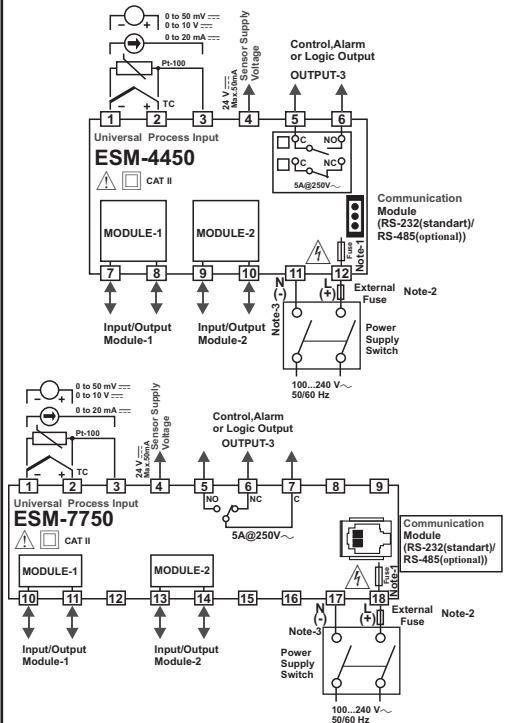 0 to 50 mV
0 to 10 V
0 to 20 mA
Pt-100
TC
24 V
Max.50mA
Sensor Supply
Voltage
Control,Alarm
or Logic Output
OUTPUT-3
1 2 3 4 5 6
Universal Process Input
ESM-4450
CAT II
C NO
C NC
5A@250V
Communication
Module
(RS-232(standart)/
RS-485(optional))
MODULE-1
MODULE-2
Fuse
Note-1
7 8 9 10 11 12
Input/Output
Module-1
Input/Output
Module-2
N
(-)
L
(+)
External
Fuse
Note-2
Note-3
Power
Supply
Switch
100...240 V
50/60 Hz
0 to 50 mV
0 to 10 V
0 to 20 mA
Pt-100
TC
24 V
Max.50mA
Sensor Supply
Voltage
Control,Alarm
or Logic Output
OUTPUT-3
1 2 3 4 5 6 7 8 9
Universal Process Input
ESM-7750
CAT II
NO NC C
5A@250V
Communication
Module
(RS-232(standart)/
RS-485(optional))
MODULE-1
MODULE-2
Fuse
Note-1
10 11 12 13 14 15 16 17 18
Input/Output
Module-1
Input/Output
Module-2
N
(-)
L
(+)
External
Fuse
Note-2
Note-3
Power
Supply
Switch
100...240 V
50/60 Hz